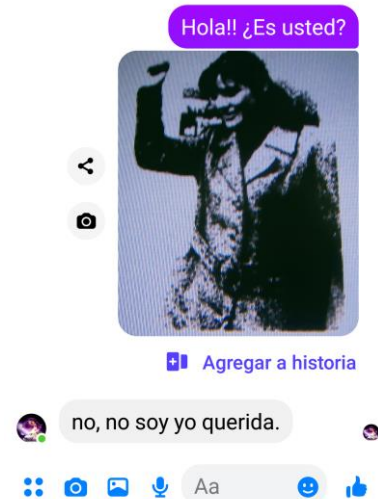 Hola!! ¿Es usted?
Agregar a historia
no, no soy yo querida.
Aa